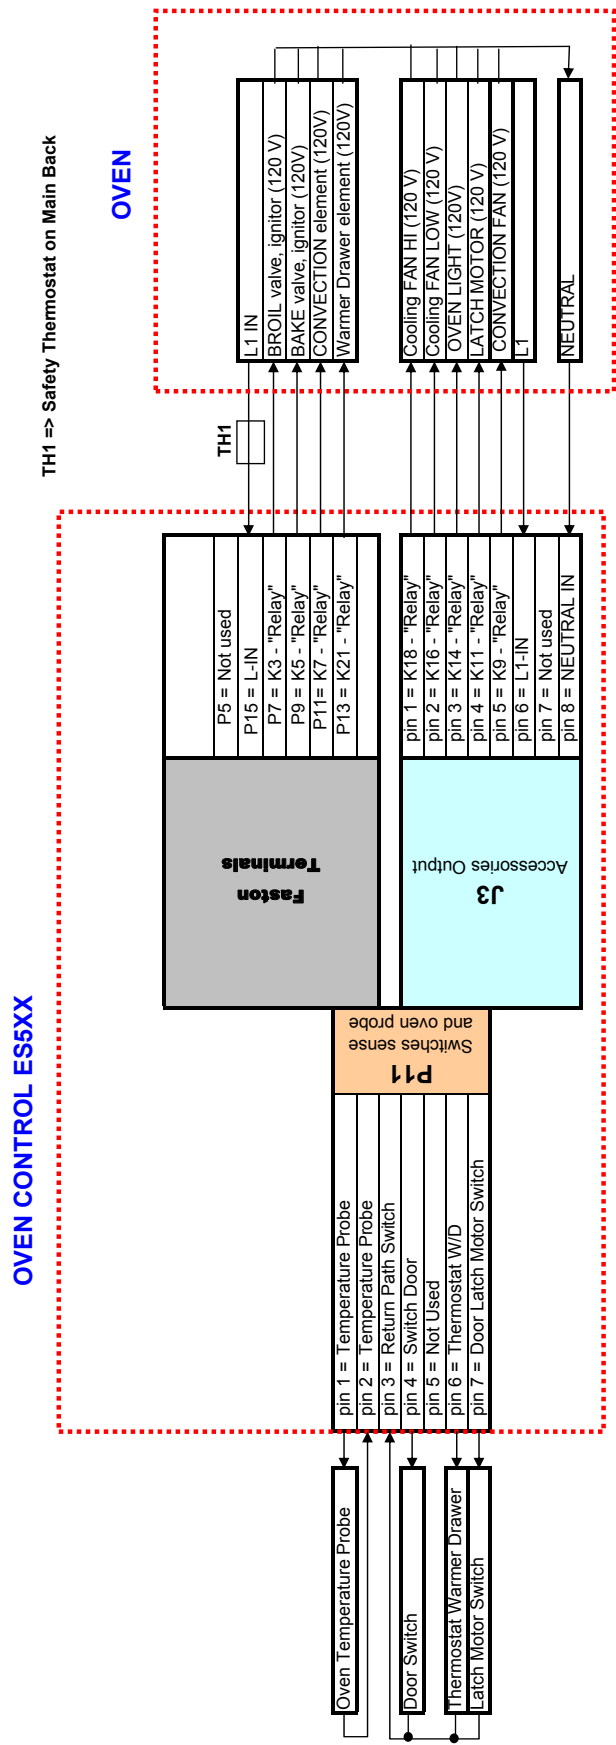 OVEN CONTROL ES5XX
TH1 => Safety Thermostat on Main Back
OVEN
Oven Temperature Probe
Door Switch
Thermostat Warmer Drawer
Latch Motor Switch
pin 1 = Temperature Probe
pin 2 = Temperature Probe
pin 3 = Return Path Switch
pin 4 = Switch Door
pin 5 = Not Used
pin 6 = Thermostat W/D
pin 7 = Door Latch Motor Switch
P11
Switches sense
and oven probe
Faston
Terminals
J3
Accessories Output
P5 = Not used
P15 = L-IN
P7 = K3 - "Relay"
P9 = K5 - "Relay"
P11= K7 - "Relay"
P13 = K21 - "Relay"
pin 1 = K18 - "Relay"
pin 2 = K16 - "Relay"
pin 3 = K14 - "Relay"
pin 4 = K11 - "Relay"
pin 5 = K9 - "Relay"
pin 6 = L1-IN
pin 7 = Not used
pin 8 = NEUTRAL IN
TH1
L1 IN
BROIL valve, ignitor (120 V)
BAKE valve, ignitor (120V)
CONVECTION element (120V)
Warmer Drawer element (120V)
Cooling FAN HI (120 V)
Cooling FAN LOW (120 V)
OVEN LIGHT (120V)
LATCH MOTOR (120 V)
CONVECTION FAN (120 V)
L1
NEUTRAL